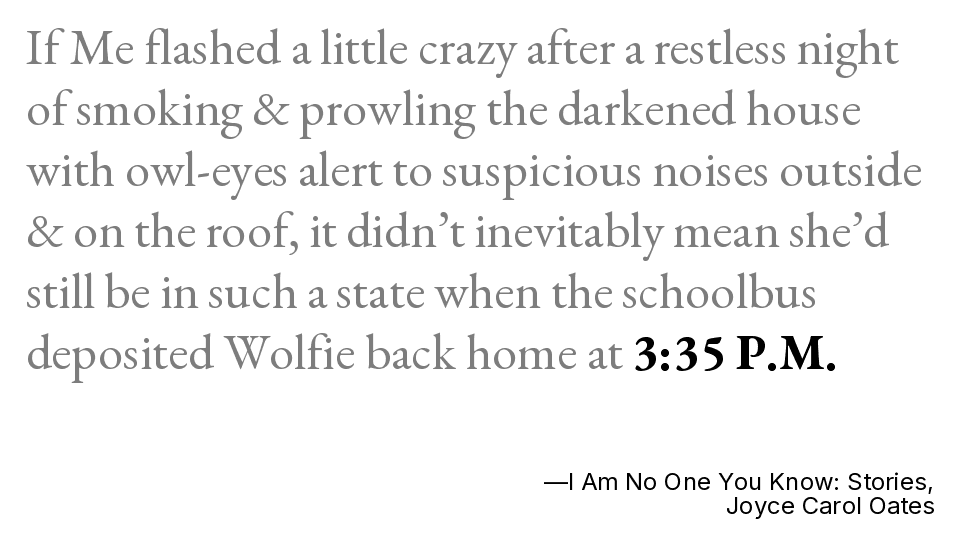 If Me flashed a little crazy after a restless night
of smoking & prowling the darkened house
with owl-eyes alert to suspicious noises outside
& on the roof, it didn’t inevitably mean she’d
still be in such a state when the schoolbus
deposited Wolfie back home at 3:35 P.M.
—I Am No One You Know: Stories,
Joyce Carol Oates